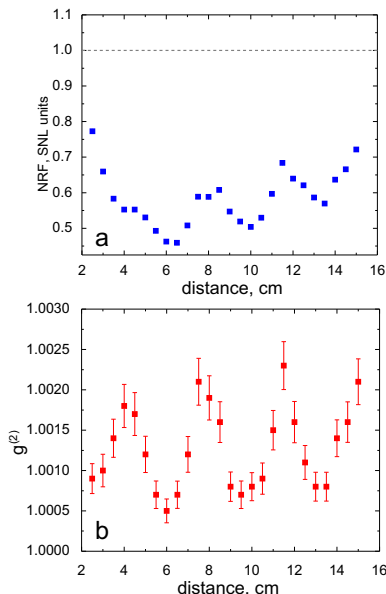 1.1
1.0
0.9
0.8
0.7
0.6
0.5
NRF, SNL units
a
2 4 6 8 10 12 14 16
distance, cm
1.0030
1.0025
1.0020
1.0015
1.0010
1.0005
1.0000
g(2)
b
2 4 6 8 10 12 14 16
distance, cm